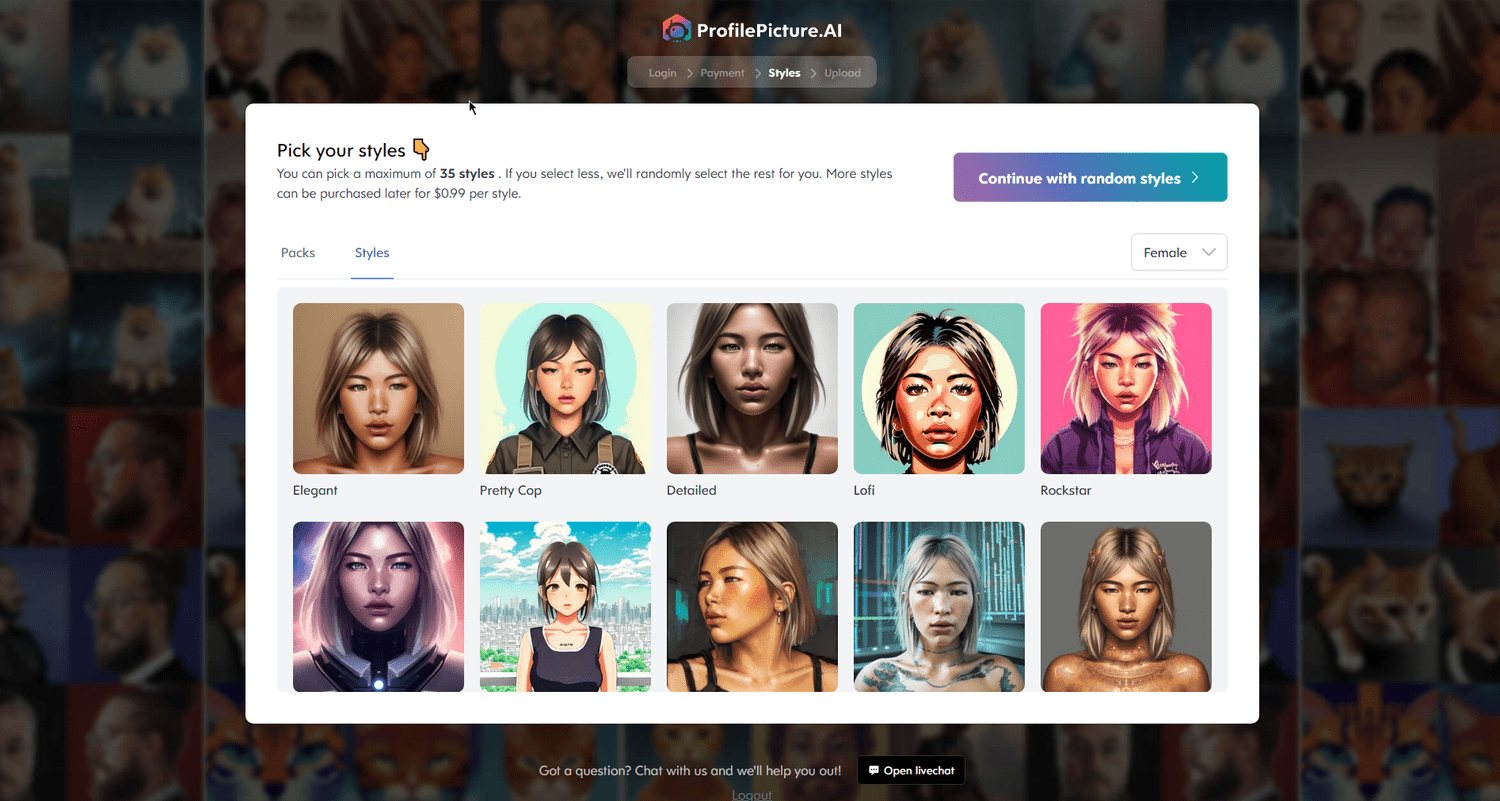 ProfilePicture.AI
Login > Payment > Styles > Upload
Pick your styles
You can pick a maximum of 35 styles . If you select less, we'll randomly select the rest for you. More styles
can be purchased later for $0.99 per style.
Continue with random styles >
Packs Styles
Female
Elegant Pretty Cop Detailed Lofi Rockstar
Got a question? Chat with us and we'll help you out!
Open livechat
Logout